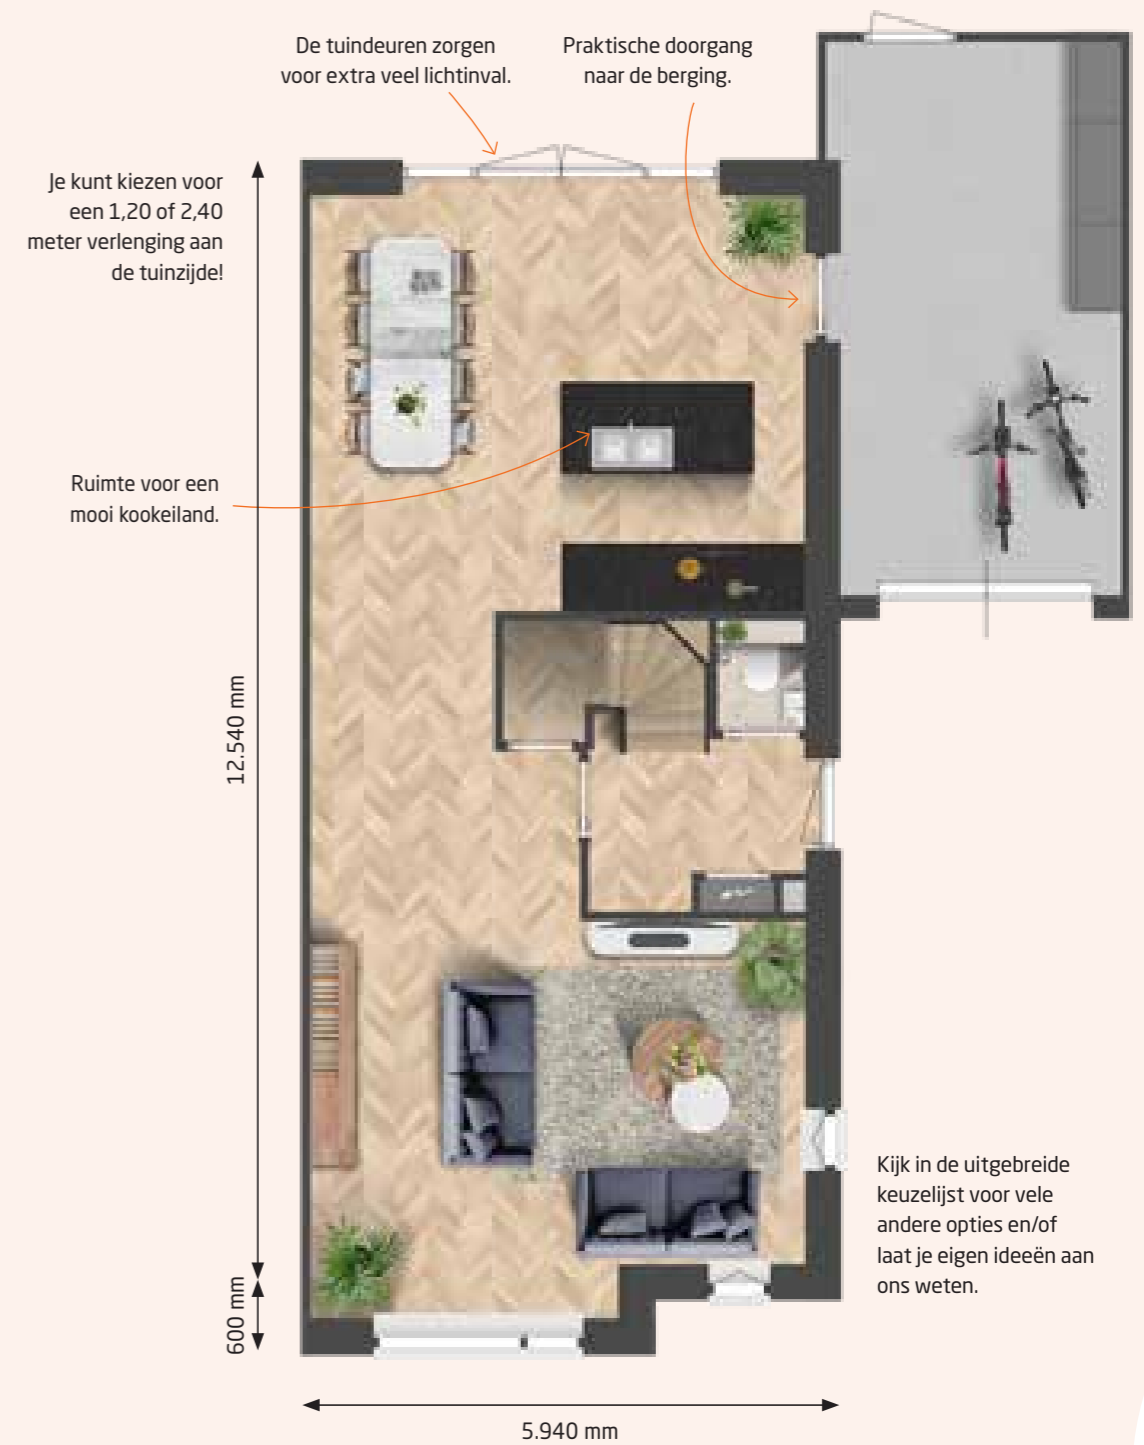 De tuindeuren zorgen
voor extra veel lichtinval.
Praktische doorgang
naar de berging.
Je kunt kiezen voor
een 1,20 of 2,40
meter verlenging aan
de tuinzijde!
Ruimte voor een
mooi kookeiland.
12.540 mm
Kijk in de uitgebreide
keuzelijst voor vele
andere opties en/of
laat je eigen ideeën aan
ons weten.
600 mm
5.940 mm